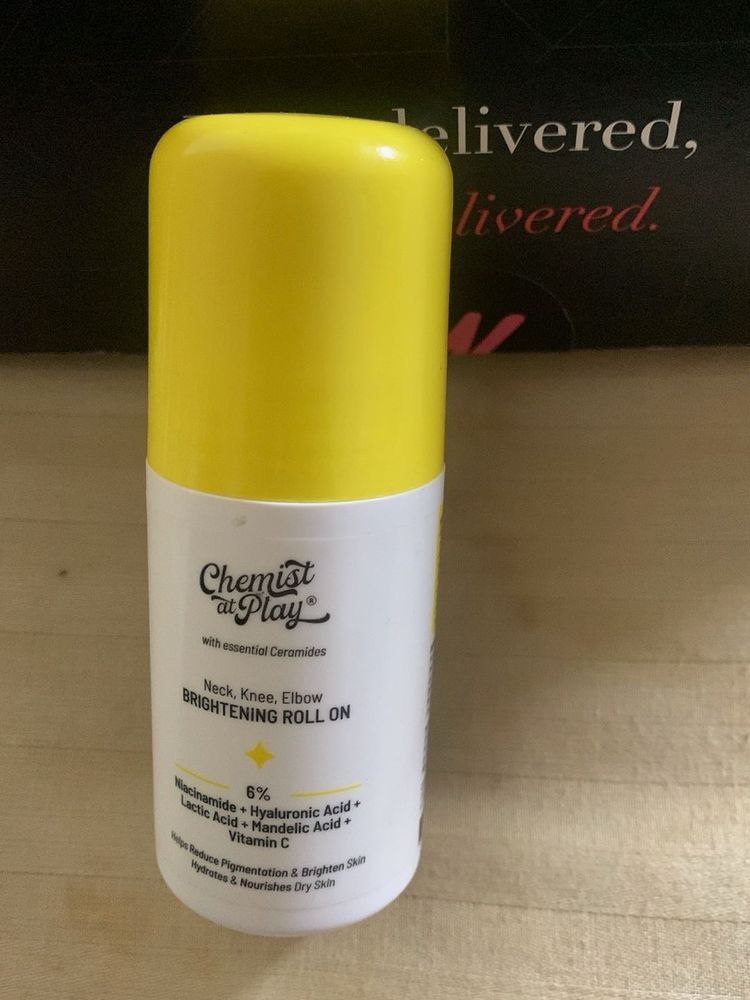 elivered,
livered.
Chemist
at Play®
with essential Ceramides
Neck, Knee, Elbow
BRIGHTENING ROLL ON
6%
Niacinamide + Hyaluronic Acid +
Lactic Acid + Mandelic Acid +
Vitamin C
Helps Reduce Pigmentation & Brighten Skin
Hydrates & Nourishes Dry Skin